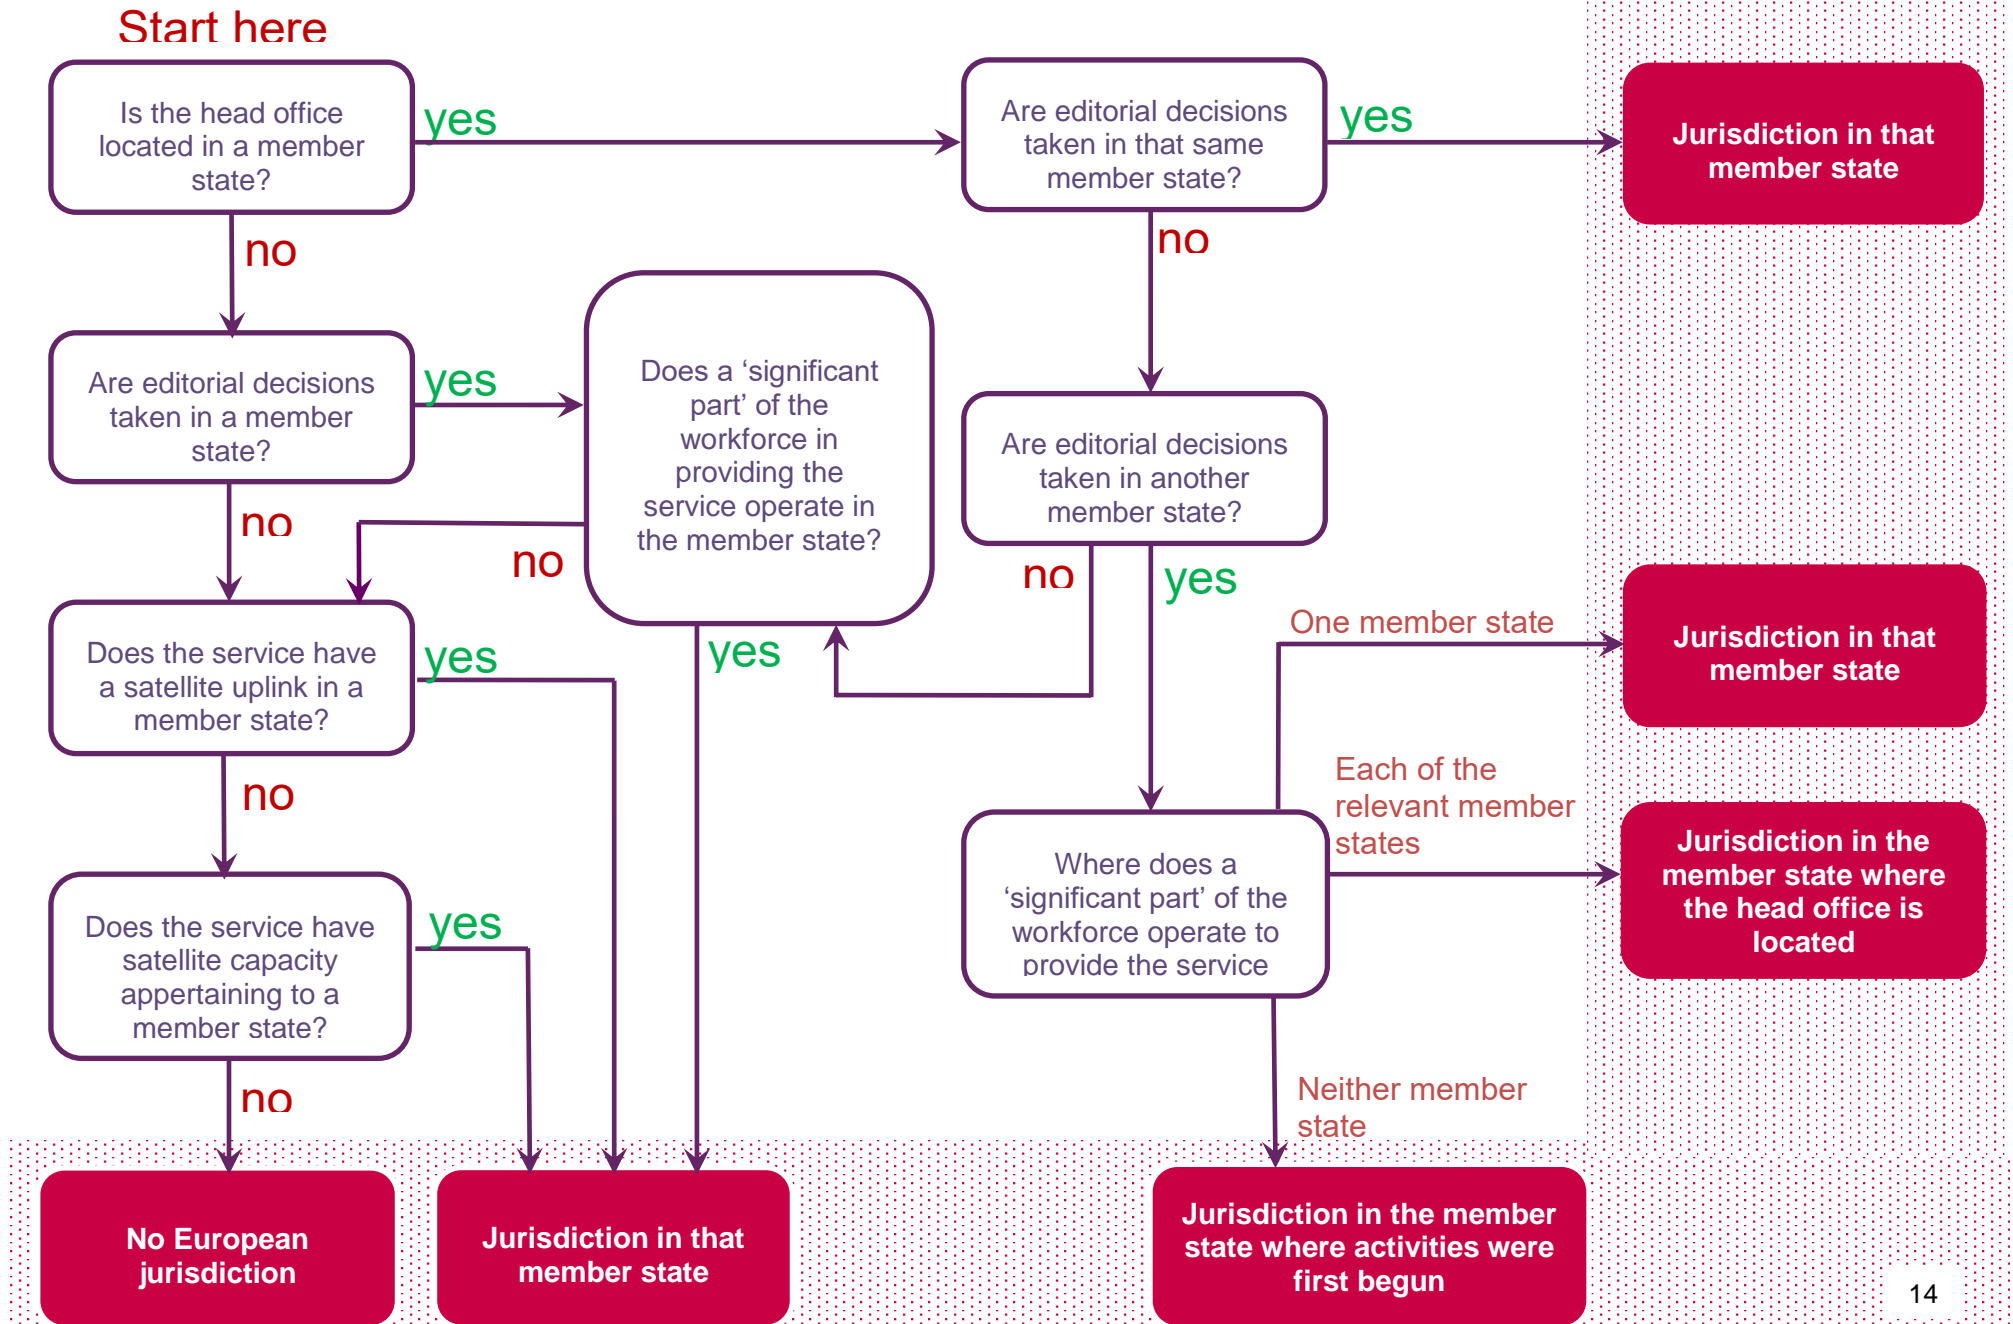 Start here
Is the head office
located in a member
state?
yes
Are editorial decisions
taken in that same
member state?
yes
Jurisdiction in that
member state
no
no
Are editorial decisions
taken in a member
state?
yes
Does a ‘significant
part’ of the
workforce in
providing the
service operate in
the member state?
Are editorial decisions
taken in another
member state?
no
no
no
yes
Does the service have
a satellite uplink in a
member state?
yes
yes
One member state
Jurisdiction in that
member state
no
Each of the
relevant member
states
Where does a
‘significant part’ of the
workforce operate to
provide the service
Jurisdiction in the
member state where
the head office is
located
Does the service have
satellite capacity
appertaining to a
member state?
yes
no
Neither member
state
No European
jurisdiction
Jurisdiction in that
member state
Jurisdiction in the member
state where activities were
first begun
14